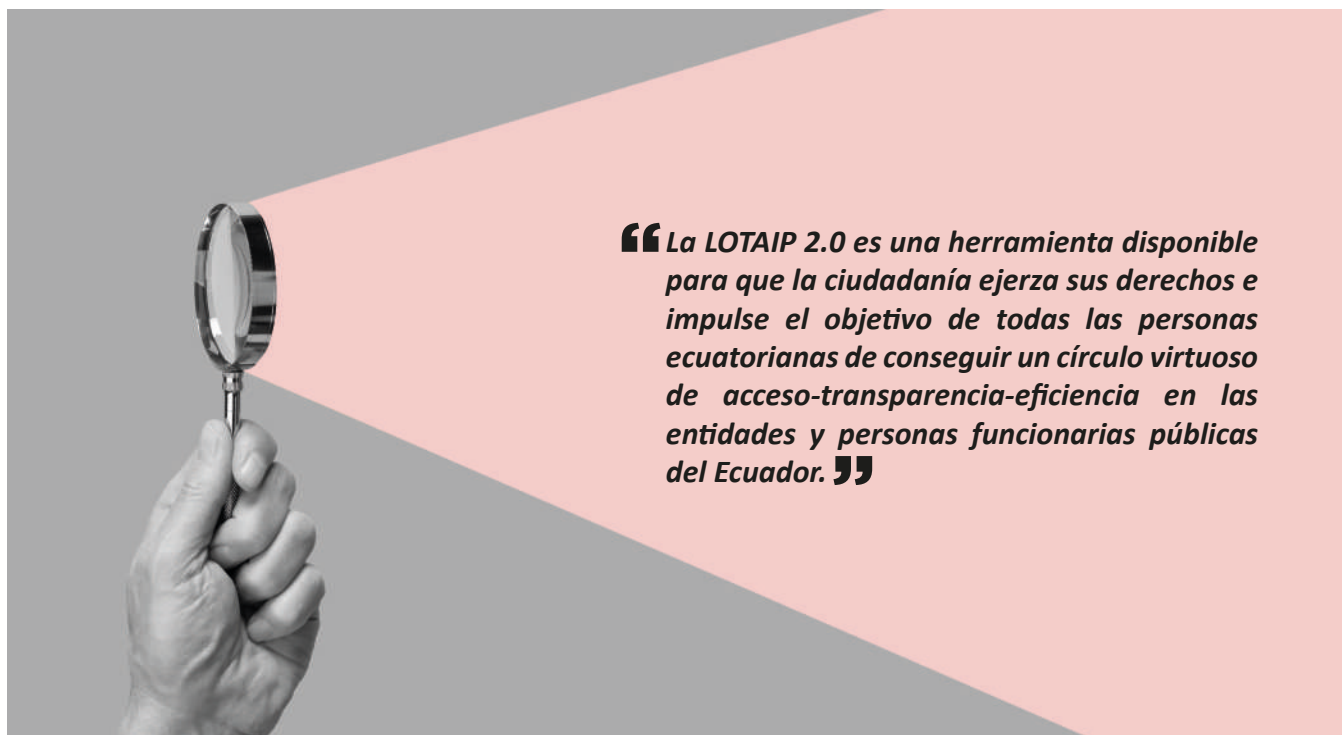 “La LOTAIP 2.0 es una herramienta disponible
para que la ciudadanía ejerza sus derechos e
impulse el objetivo de todas las personas
ecuatorianas de conseguir un círculo virtuoso
de acceso-transparencia-eficiencia en las
entidades y personas funcionarias públicas
del Ecuador.”